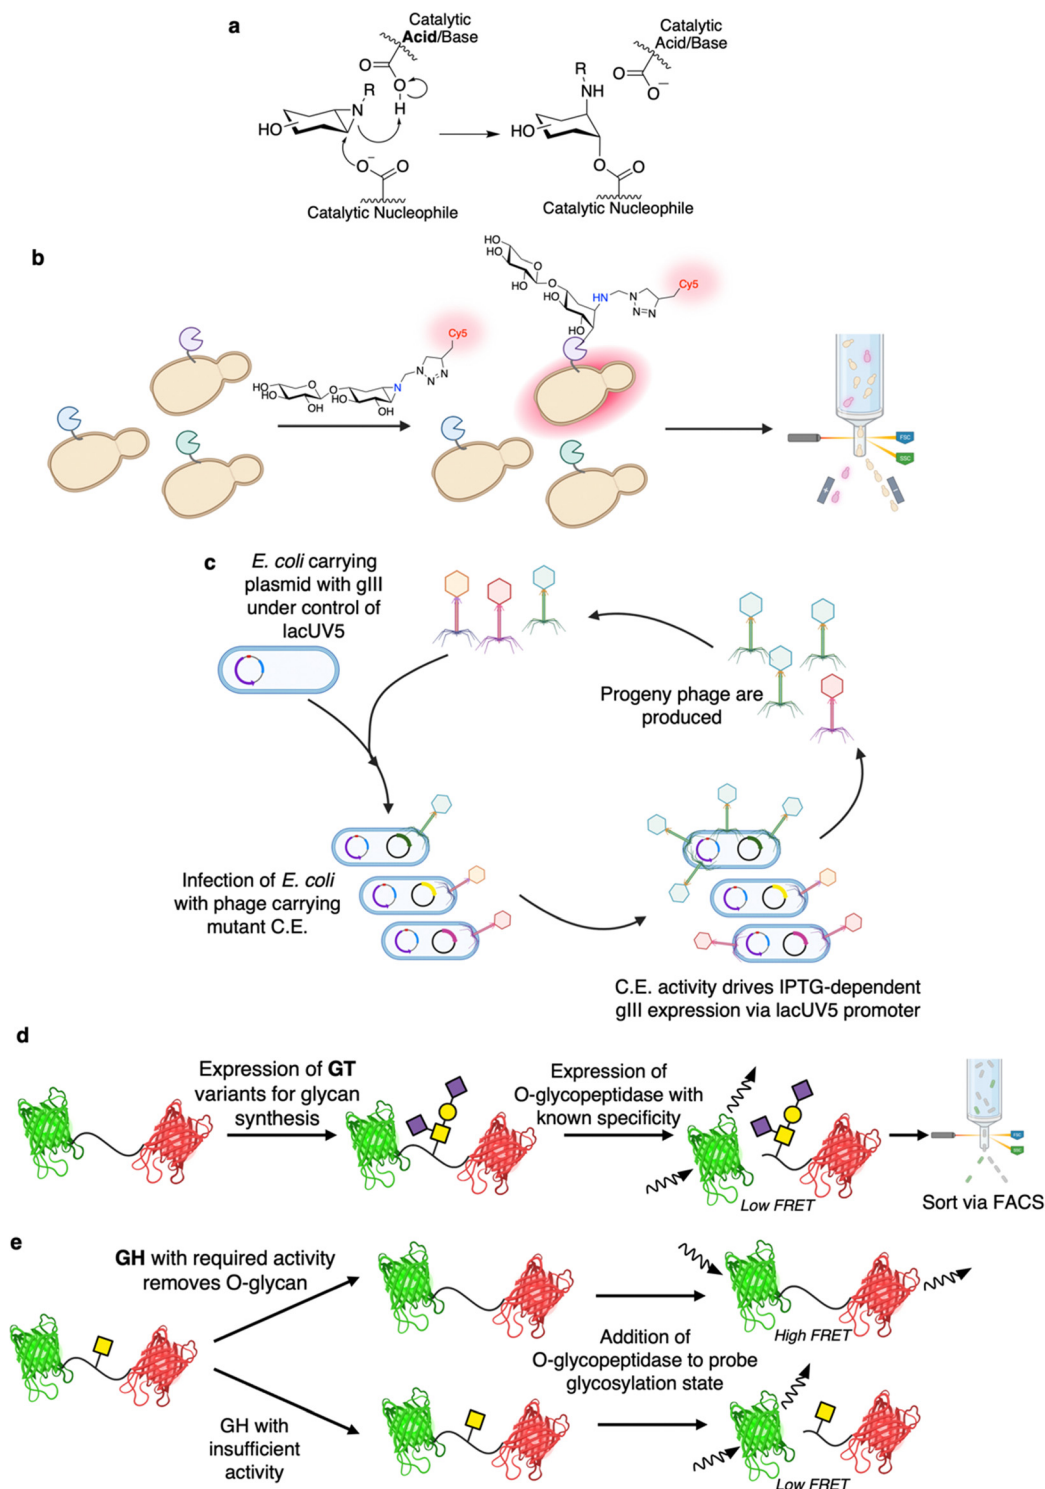 a
Catalytic
Acid/Base
O
O
H
R
N
HO
O−
O
Catalytic Nucleophile
Catalytic
Acid/Base
O
O−
R
NH
HO
O
O
Catalytic Nucleophile
b
Cy5
HO
HO
O
OH
O
HO
OH
N
N
N=N
HO
HO
O
OH
O
HO
HO
HN
N
N=N
Cy5
FSC
SSC
c
E. coli carrying
plasmid with gIII
under control of
lacUV5
Progeny phage are
produced
Infection of E. coli
with phage carrying
mutant C.E.
C.E. activity drives IPTG-dependent
gIII expression via lacUV5 promoter
d
Expression of GT
variants for glycan
synthesis
Expression of
O-glycopeptidase with
known specificity
Low FRET
Sort via FACS
e
GH with required activity
removes O-glycan
High FRET
Addition of
O-glycopeptidase to probe
glycosylation state
GH with
insufficient
activity
Low FRET